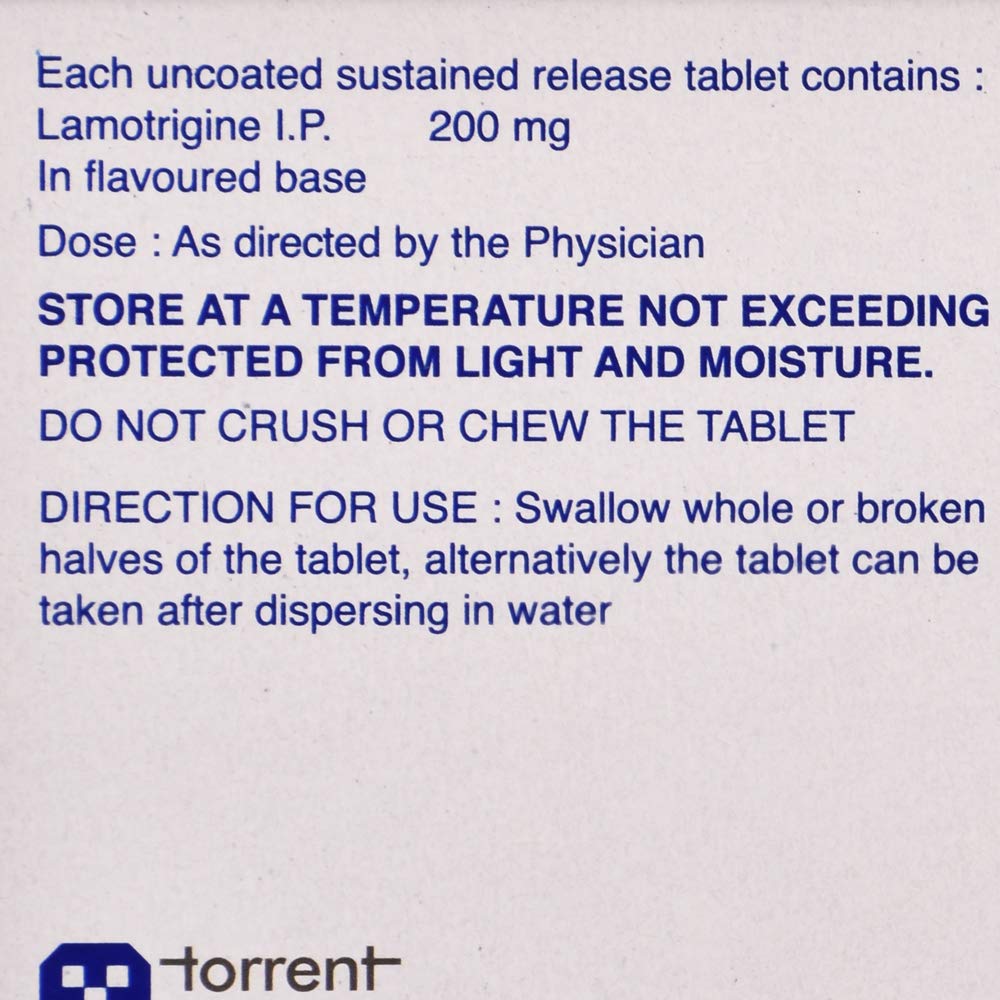 Each uncoated sustained release tablet contains :
Lamotrigine I.P. 200 mg
In flavoured base
Dose : As directed by the Physician
STORE AT A TEMPERATURE NOT EXCEEDING
PROTECTED FROM LIGHT AND MOISTURE.
DO NOT CRUSH OR CHEW THE TABLET
DIRECTION FOR USE : Swallow whole or broken
halves of the tablet, alternatively the tablet can be
taken after dispersing in water
torrent